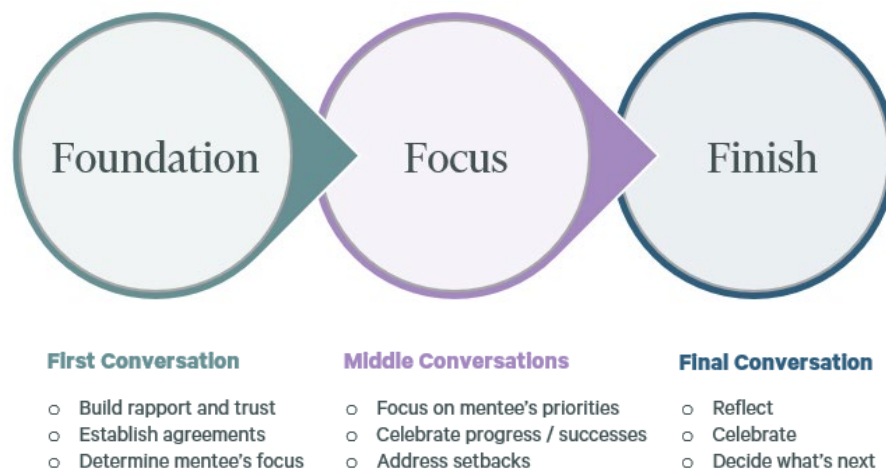 Foundation
Focus
Finish
First Conversation
○ Build rapport and trust
○ Establish agreements
○ Determine mentee’s focus
Middle Conversations
○ Focus on mentee’s priorities
○ Celebrate progress / successes
○ Address setbacks
Final Conversation
○ Reflect
○ Celebrate
○ Decide what’s next